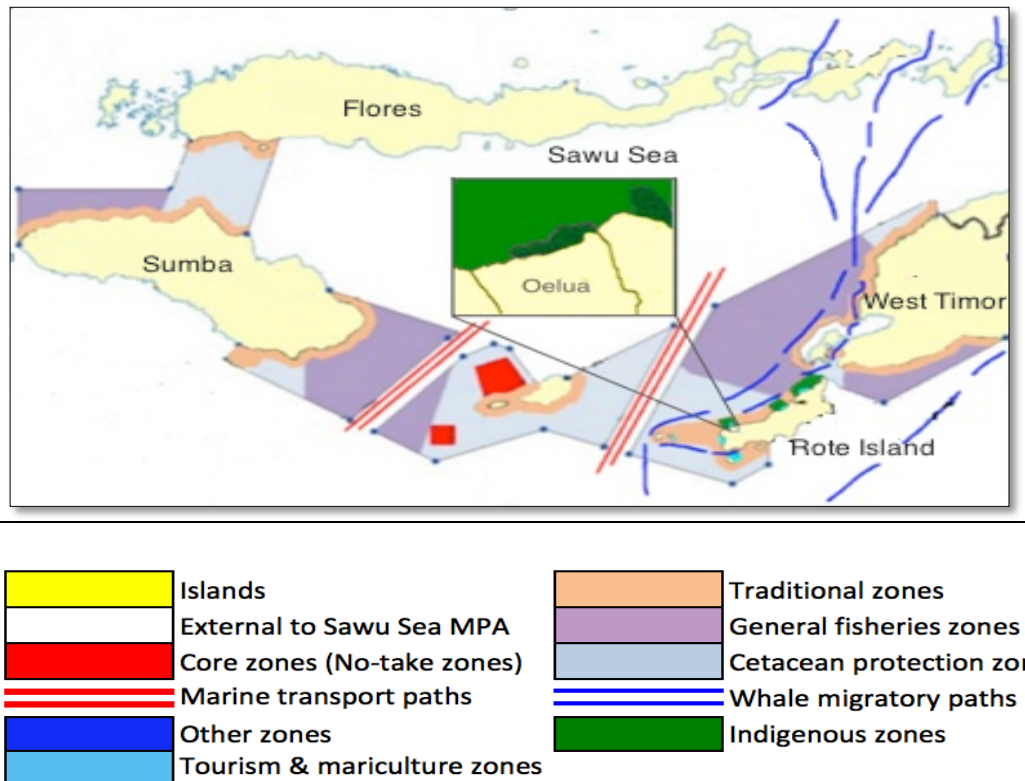 Flores
Sawu Sea
Sumba
Oelua
West Timor
Rote Island
Islands
External to Sawu Sea MPA
Core zones (No-take zones)
Marine transport paths
Other zones
Tourism & mariculture zones
Traditional zones
General fisheries zones
Cetacean protection zon
Whale migratory paths
Indigenous zones